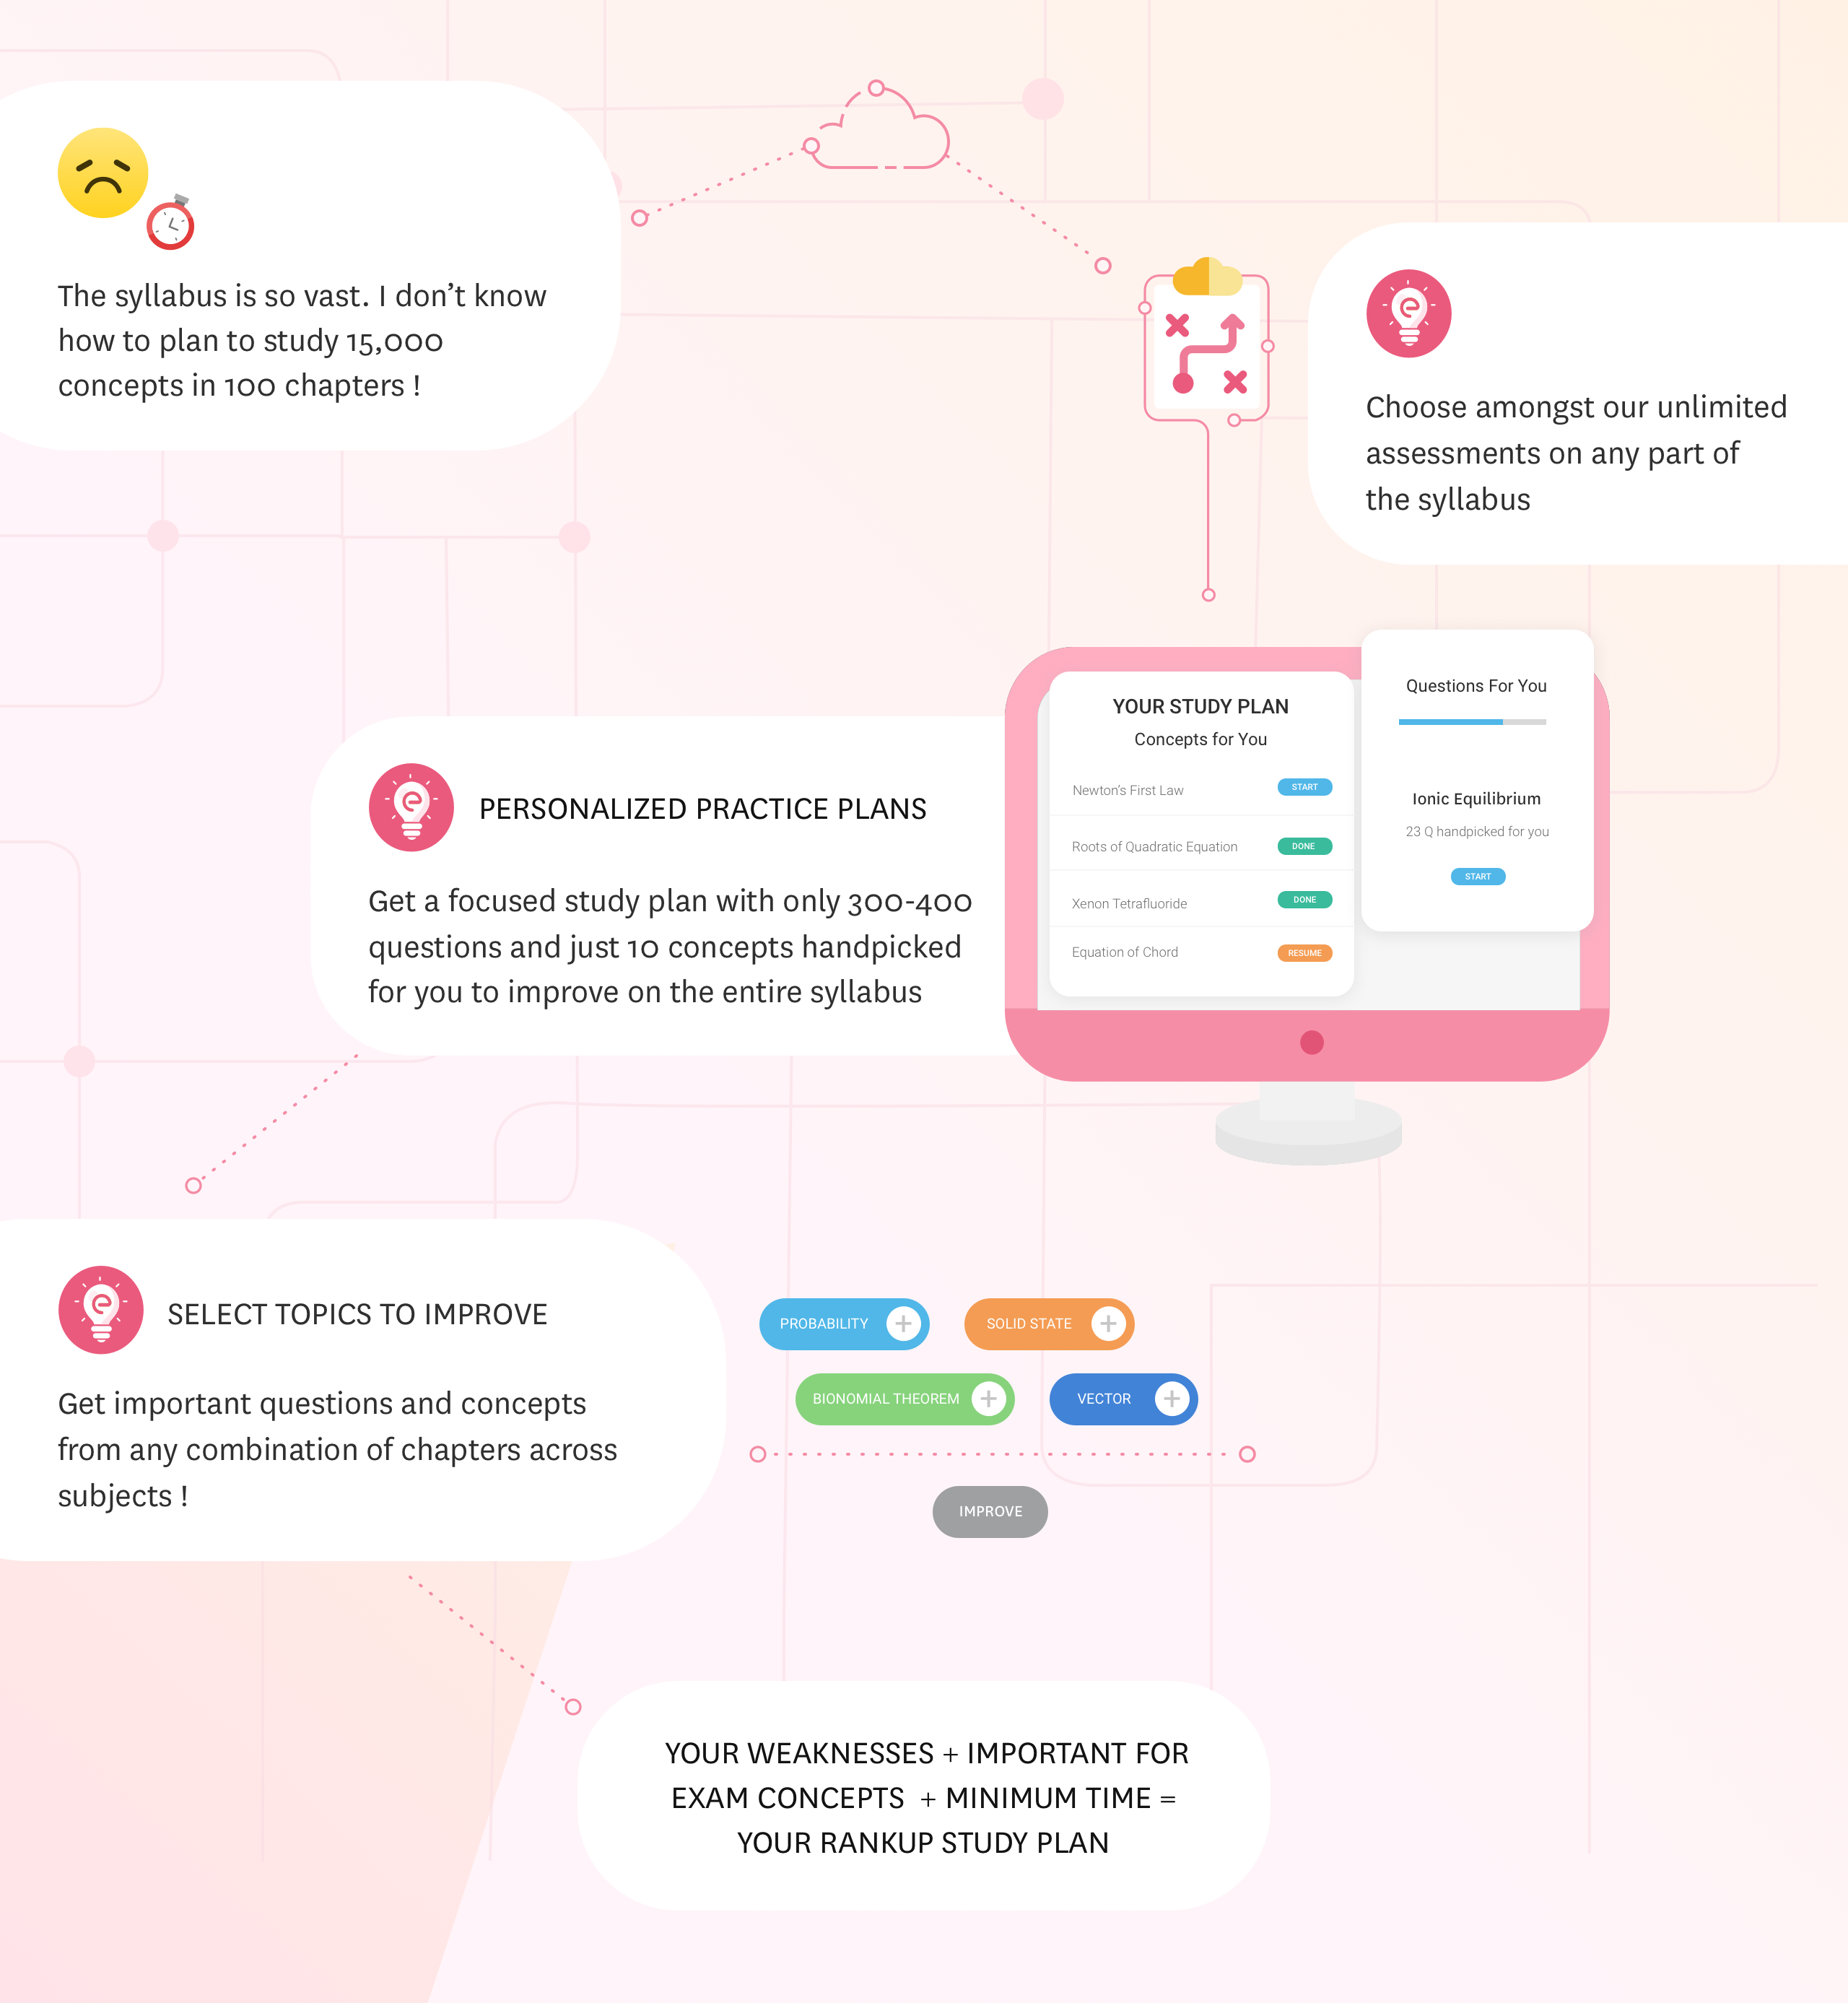 The syllabus is so vast. I don’t know
how to plan to study 15,000
concepts in 100 chapters !
Choose amongst our unlimited
assessments on any part of
the syllabus
PERSONALIZED PRACTICE PLANS
Get a focused study plan with only 300-400
questions and just 10 concepts handpicked
for you to improve on the entire syllabus
YOUR STUDY PLAN
Concepts for You
Newton’s First Law START
Roots of Quadratic Equation DONE
Xenon Tetrafluoride DONE
Equation of Chord RESUME
Questions For You
Ionic Equilibrium
23 Q handpicked for you
START
SELECT TOPICS TO IMPROVE
Get important questions and concepts
from any combination of chapters across
subjects !
PROBABILITY + SOLID STATE +
BIONOMIAL THEOREM + VECTOR +
IMPROVE
YOUR WEAKNESSES + IMPORTANT FOR
EXAM CONCEPTS + MINIMUM TIME =
YOUR RANKUP STUDY PLAN